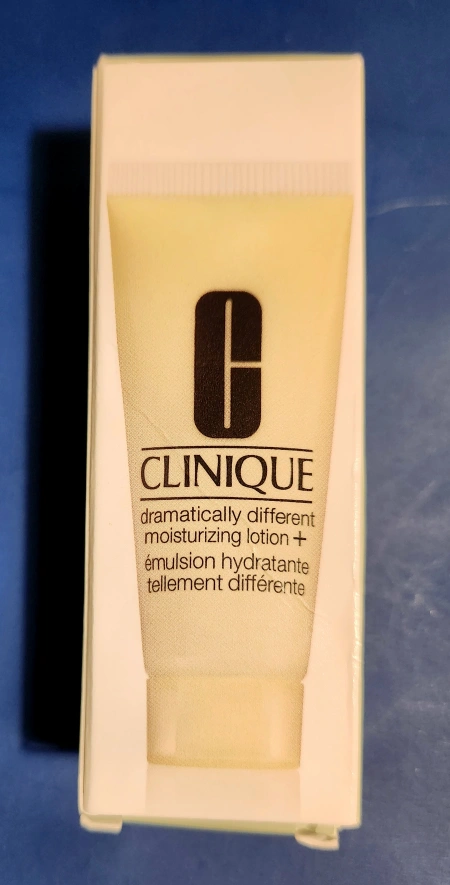 C
CLINIQUE
dramatically different
moisturizing lotion +
émulsion hydratante
tellement différente